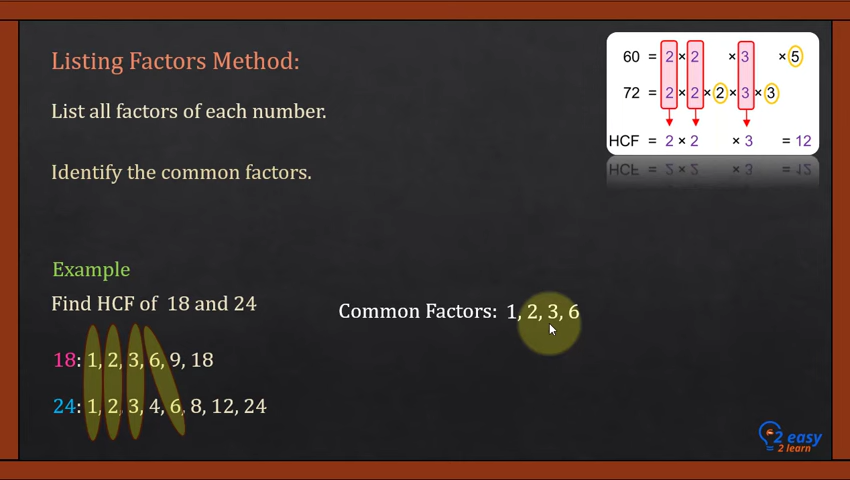 Listing Factors Method:
List all factors of each number.
Identify the common factors.
60 = 2 × 2 × 3 × 5
72 = 2 × 2 × 2 × 3 × 3
HCF = 2 × 2 × 3 = 12
Example
Find HCF of 18 and 24
Common Factors: 1, 2, 3, 6
18: 1, 2, 3, 6, 9, 18
24: 1, 2, 3, 4, 6, 8, 12, 24
2 easy
2 learn